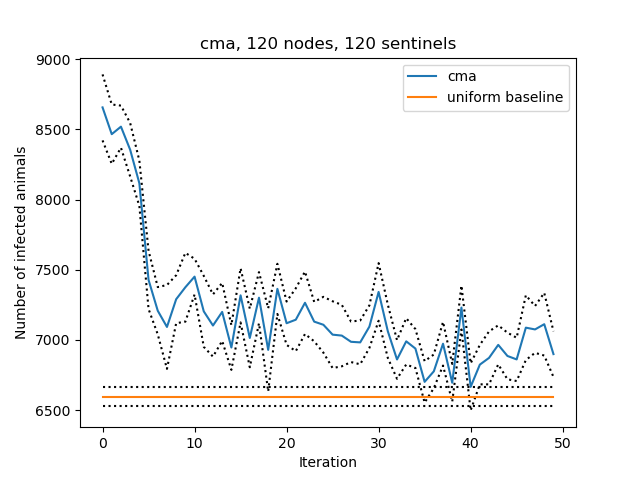 cma, 120 nodes, 120 sentinels
cma
uniform baseline
Number of infected animals
9000
8500
8000
7500
7000
6500
0 10 20 30 40 50
Iteration